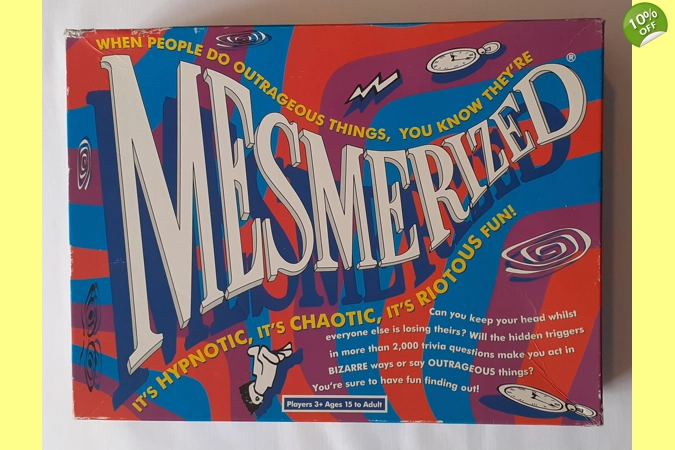 10%
OFF
WHEN PEOPLE DO OUTRAGEOUS THINGS, YOU KNOW THEY'RE
MESMERIZED®
IT'S HYPNOTIC, IT'S CHAOTIC, IT'S RIOTOUS FUN!
Can you keep your head whilst
everyone else is losing theirs? Will the hidden triggers
in more than 2,000 trivia questions make you act in
BIZARRE ways or say OUTRAGEOUS things?
You're sure to have fun finding out!
Players 3+ Ages 15 to Adult